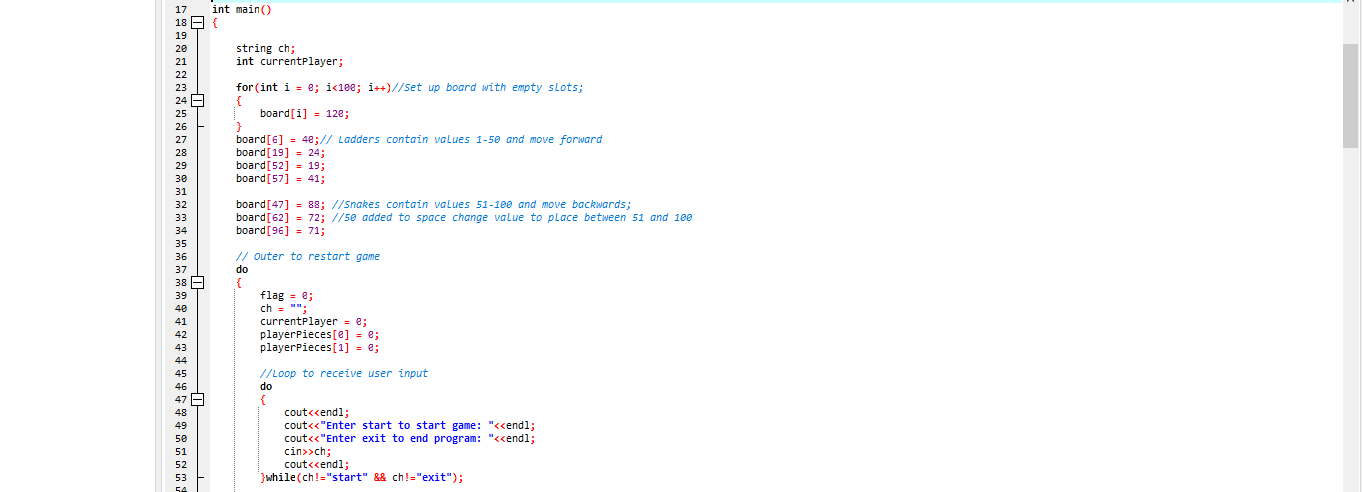 17 int main()
18 {
19
20 string ch;
21 int currentPlayer;
22
23 for(int i = 0; i<100; i++)//Set up board with empty slots;
24 {
25 board[i] = 120;
26 }
27 board[6] = 40;// Ladders contain values 1-50 and move forward
28 board[19] = 24;
29 board[52] = 19;
30 board[57] = 41;
31
32 board[47] = 88; //Snakes contain values 51-100 and move backwards;
33 board[62] = 72; //50 added to space change value to place between 51 and 100
34 board[96] = 71;
35
36 // Outer to restart game
37 do
38 {
39 flag = 0;
40 ch = "";
41 currentPlayer = 0;
42 playerPieces[0] = 0;
43 playerPieces[1] = 0;
44
45 //Loop to receive user input
46 do
47 {
48 cout<<endl;
49 cout<<"Enter start to start game: "<<endl;
50 cout<<"Enter exit to end program: "<<endl;
51 cin>>ch;
52 cout<<endl;
53 }while(ch!="start" && ch!="exit");
54